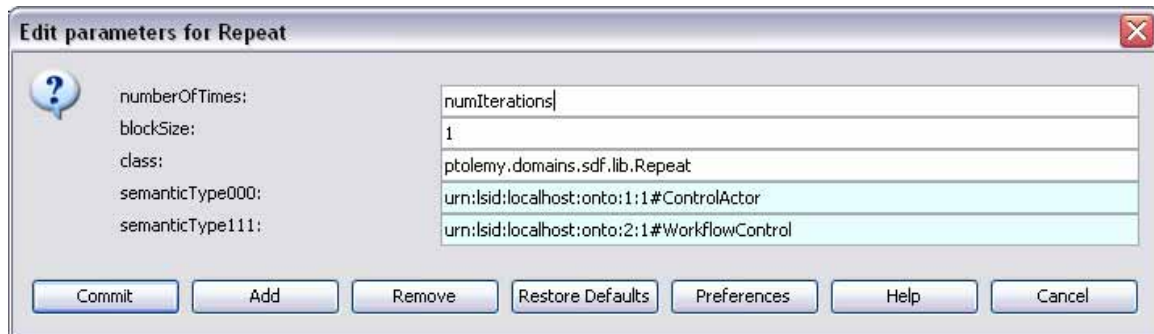 Edit parameters for Repeat
?
numberOfTimes: numIterations
blockSize: 1
class: ptolemy.domains.sdf.lib.Repeat
semanticType000: urn:lsid:localhost:onto:1:1#ControlActor
semanticType111: urn:lsid:localhost:onto:2:1#WorkflowControl
Commit Add Remove Restore Defaults Preferences Help Cancel